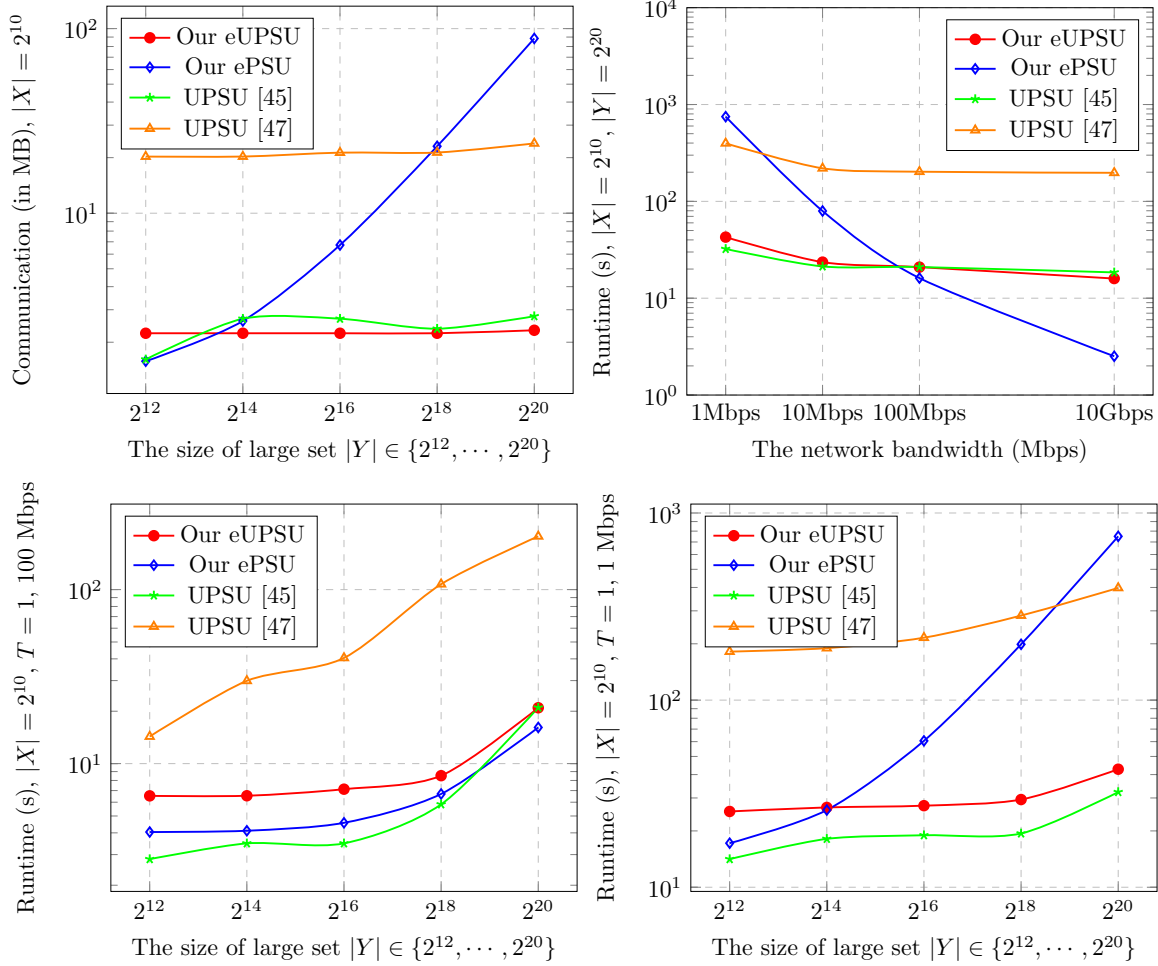 Communication (in MB), |X| = 2^10
10^2
10^1
Our eUPSU
Our ePSU
UPSU [45]
UPSU [47]
2^12 2^14 2^16 2^18 2^20
The size of large set |Y| ∈ {2^12, ⋯ , 2^20}
Runtime (s), |X| = 2^10, |Y| = 2^20
10^4
10^3
10^2
10^1
10^0
Our eUPSU
Our ePSU
UPSU [45]
UPSU [47]
1Mbps 10Mbps 100Mbps 10Gbps
The network bandwidth (Mbps)
Runtime (s), |X| = 2^10, T = 1, 100 Mbps
10^2
10^1
Our eUPSU
Our ePSU
UPSU [45]
UPSU [47]
2^12 2^14 2^16 2^18 2^20
The size of large set |Y| ∈ {2^12, ⋯ , 2^20}
Runtime (s), |X| = 2^10, T = 1, 1 Mbps
10^3
10^2
10^1
Our eUPSU
Our ePSU
UPSU [45]
UPSU [47]
2^12 2^14 2^16 2^18 2^20
The size of large set |Y| ∈ {2^12, ⋯ , 2^20}